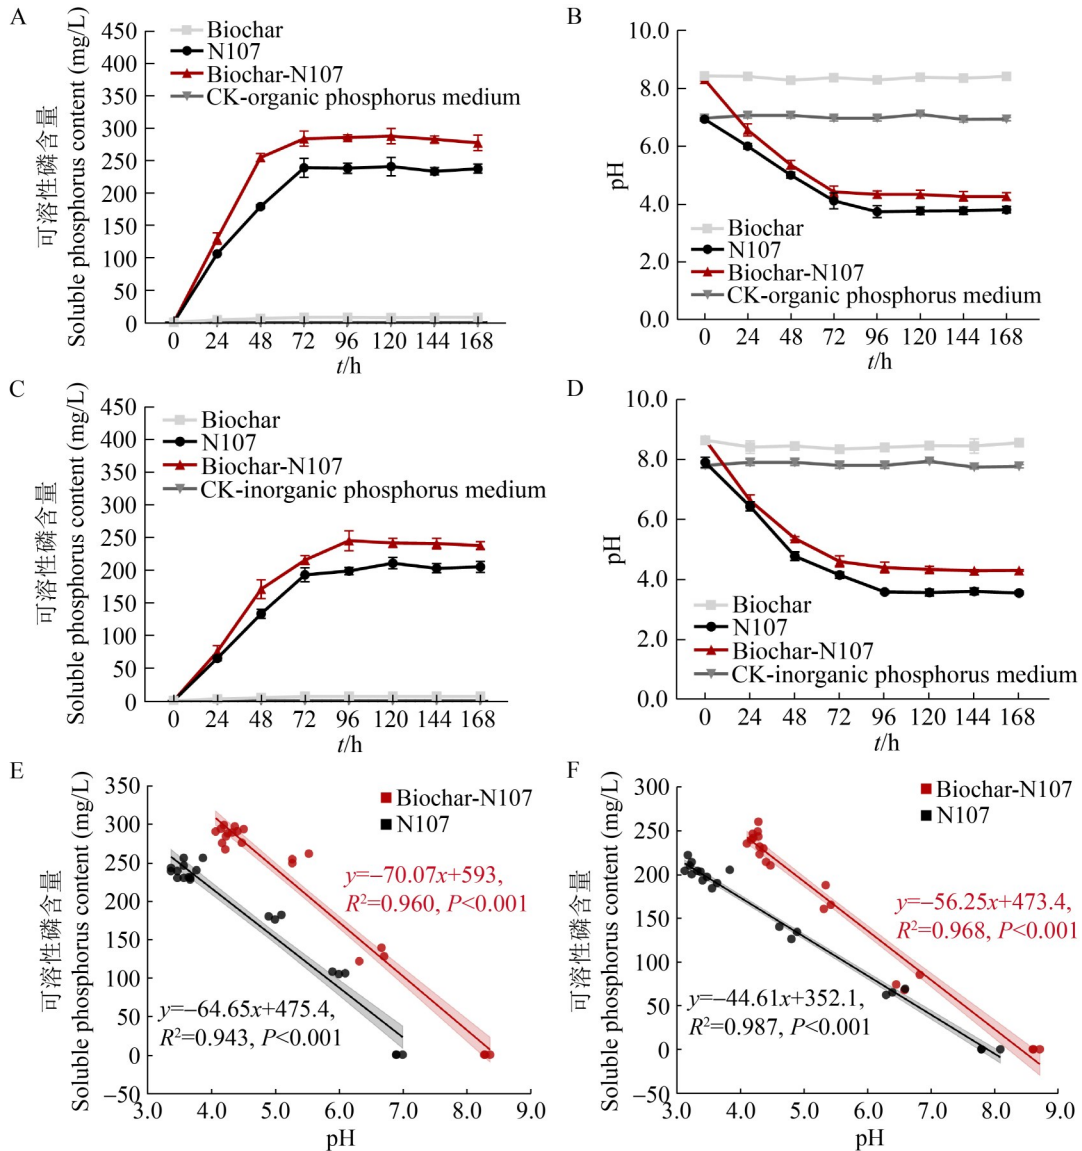 A
可溶性磷含量
Soluble phosphorus content (mg/L)
450
400
350
300
250
200
150
100
50
0
Biochar
N107
Biochar-N107
CK-organic phosphorus medium
0 24 48 72 96 120 144 168
t/h
B
pH
10.0
8.0
6.0
4.0
2.0
0.0
Biochar
N107
Biochar-N107
CK-organic phosphorus medium
0 24 48 72 96 120 144 168
t/h
C
可溶性磷含量
Soluble phosphorus content (mg/L)
450
400
350
300
250
200
150
100
50
0
Biochar
N107
Biochar-N107
CK-inorganic phosphorus medium
0 24 48 72 96 120 144 168
t/h
D
pH
10.0
8.0
6.0
4.0
2.0
0.0
Biochar
N107
Biochar-N107
CK-inorganic phosphorus medium
0 24 48 72 96 120 144 168
t/h
E
可溶性磷含量
Soluble phosphorus content (mg/L)
350
300
250
200
150
100
50
0
−50
Biochar-N107
N107
y=−70.07x+593,
R²=0.960, P<0.001
y=−64.65x+475.4,
R²=0.943, P<0.001
3.0 4.0 5.0 6.0 7.0 8.0 9.0
pH
F
可溶性磷含量
Soluble phosphorus content (mg/L)
300
250
200
150
100
50
0
−50
Biochar-N107
N107
y=−56.25x+473.4,
R²=0.968, P<0.001
y=−44.61x+352.1,
R²=0.987, P<0.001
3.0 4.0 5.0 6.0 7.0 8.0 9.0
pH